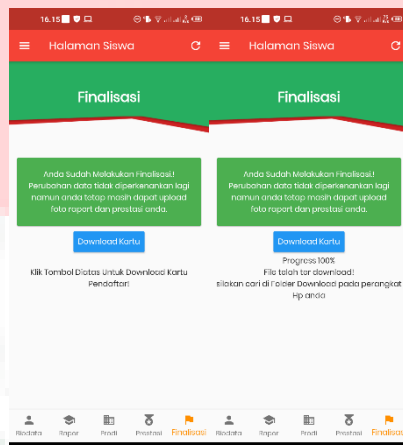 16.15
Halaman Siswa
Finalisasi
Anda Sudah Melakukan Finalisasi.!
Perubahan data tidak diperkenankan lagi
namun anda tetap masih dapat upload
foto raport dan prestasi anda.
Download Kartu
Klik Tombol Diatas Untuk Download Kartu
Pendaftar!
Biodata Rapor Prodi Prestasi Finalisasi
16.15
Halaman Siswa
Finalisasi
Anda Sudah Melakukan Finalisasi.!
Perubahan data tidak diperkenankan lagi
namun anda tetap masih dapat upload
foto raport dan prestasi anda.
Download Kartu
Progress 100%
File telah ter download!
silakan cari di Folder Download pada perangkat
Hp anda
Biodata Rapor Prodi Prestasi Finalisasi